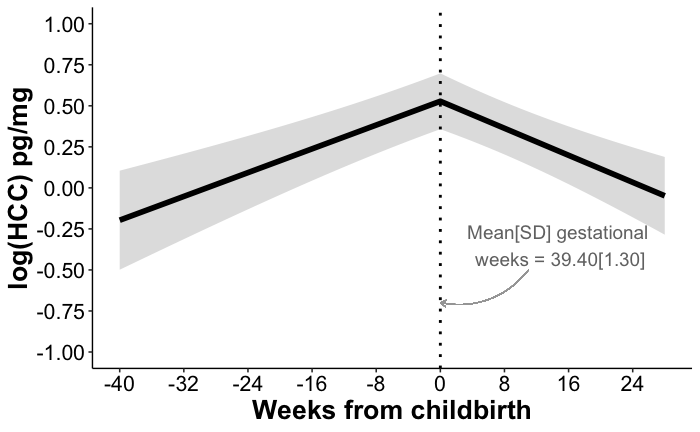 log(HCC) pg/mg
1.00
0.75
0.50
0.25
0.00
-0.25
-0.50
-0.75
-1.00
Mean[SD] gestational
weeks = 39.40[1.30]
-40 -32 -24 -16 -8 0 8 16 24
Weeks from childbirth